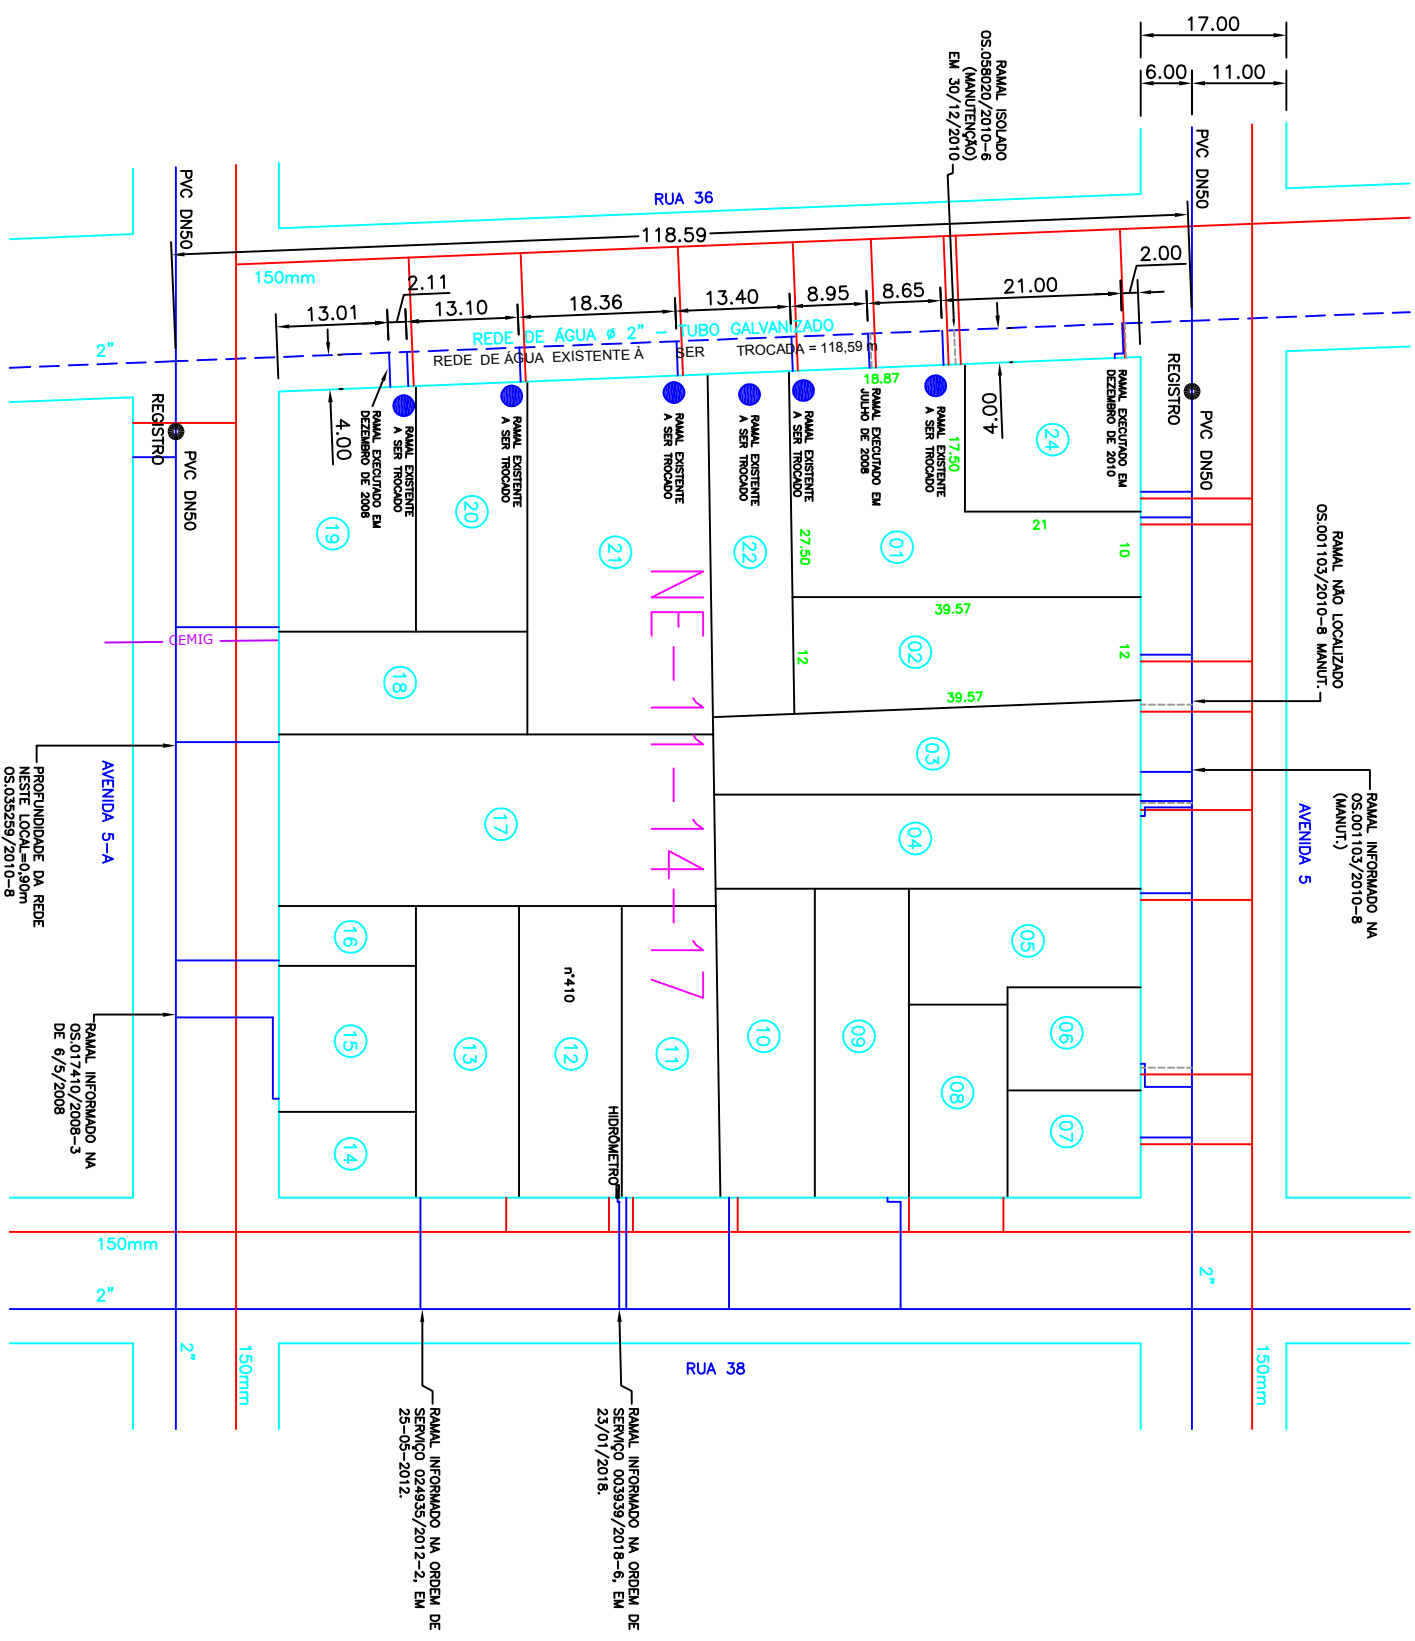 17.00
6.00
11.00
RAMAL ISOLADO
OS.058020/2010-6
(MANUTENÇÃO)
EM 30/12/2010
PVC DN50
PVC DN50
RUA 36
118.59
150mm
2.00
2.11
13.01
13.10
18.36
13.40
8.95
8.65
21.00
REDE DE ÁGUA ø 2" - TUBO GALVANIZADO
REDE DE ÁGUA EXISTENTE À SER TROCADA = 118,59 m
2"
REGISTRO
PVC DN50
REGISTRO
PVC DN50
4.00
4.00
RAMAL EXECUTADO EM
DEZEMBRO DE 2008
RAMAL EXISTENTE
A SER TROCADO
RAMAL EXISTENTE
A SER TROCADO
RAMAL EXISTENTE
A SER TROCADO
RAMAL EXISTENTE
A SER TROCADO
RAMAL EXISTENTE
A SER TROCADO
RAMAL EXECUTADO EM
JULHO DE 2008
RAMAL EXISTENTE
A SER TROCADO
RAMAL EXECUTADO EM
DEZEMBRO DE 2010
18.87
17.50
24
21
10
19
20
21
22
27.50
01
39.57
12
02
12
39.57
RAMAL NÃO LOCALIZADO
OS.001103/2010-8 MANUT.
CEMIG
18
NE-11-14-17
03
RAMAL INFORMADO NA
OS.001103/2010-8
(MANUT.)
AVENIDA 5
AVENIDA 5-A
PROFUNDIDADE DA REDE
NESTE LOCAL=0,90m
OS.035259/2010-8
17
04
16
05
n°410
15
13
12
11
10
09
08
06
07
14
RAMAL INFORMADO NA
OS.017410/2008-3
DE 6/5/2008
HIDRÔMETRO
150mm
2"
2"
2"
150mm
150mm
RUA 38
RAMAL INFORMADO NA ORDEM DE
SERVIÇO 024935/2012-2, EM
25-05-2012.
RAMAL INFORMADO NA ORDEM DE
SERVIÇO 003939/2018-6, EM
23/01/2018.